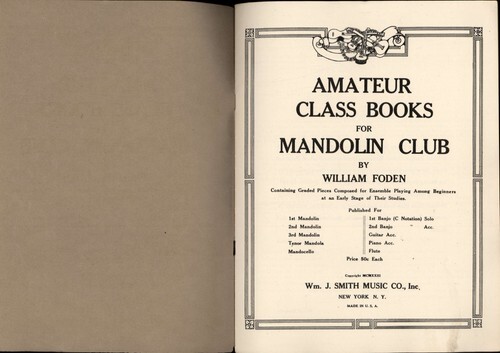 AMATEUR
CLASS BOOKS
FOR
MANDOLIN CLUB
BY
WILLIAM FODEN
Containing Graded Pieces Composed for Ensemble Playing Among Beginners
at an Early Stage of Their Studies.
Published For
1st Mandolin 1st Banjo (C Notation) Solo
2nd Mandolin 2nd Banjo " Acc.
3rd Mandolin Guitar Acc.
Tenor Mandola Piano Acc.
Mandocello Flute
Price 50c Each
Copyright MCMXXIII
Wm. J. SMITH MUSIC CO., Inc.
NEW YORK N. Y.
MADE IN U. S. A.